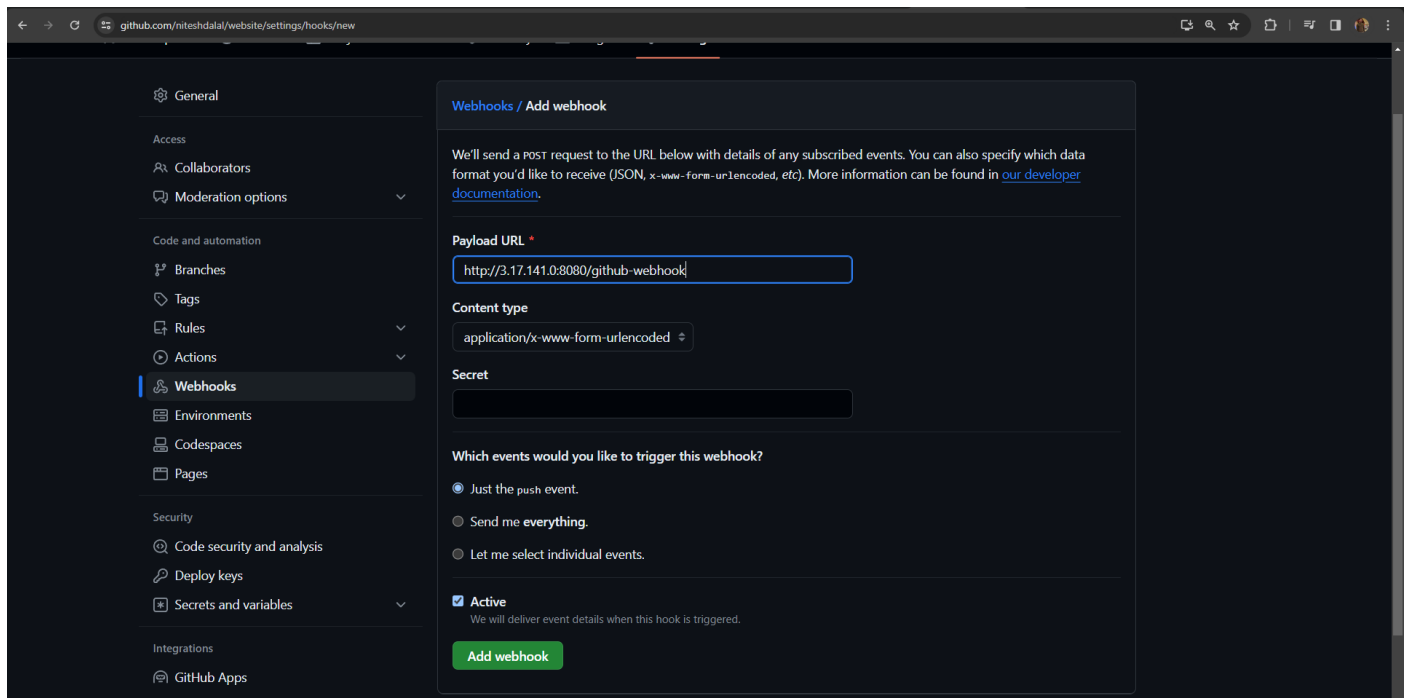 github.com/niteshdalal/website/settings/hooks/new
General
Access
Collaborators
Moderation options
Code and automation
Branches
Tags
Rules
Actions
Webhooks
Environments
Codespaces
Pages
Security
Code security and analysis
Deploy keys
Secrets and variables
Integrations
GitHub Apps
Webhooks / Add webhook
We'll send a POST request to the URL below with details of any subscribed events. You can also specify which data
format you'd like to receive (JSON, x-www-form-urlencoded, etc). More information can be found in our developer
documentation.
Payload URL *
http://3.17.141.0:8080/github-webhook
Content type
application/x-www-form-urlencoded
Secret
Which events would you like to trigger this webhook?
Just the push event.
Send me everything.
Let me select individual events.
Active
We will deliver event details when this hook is triggered.
Add webhook